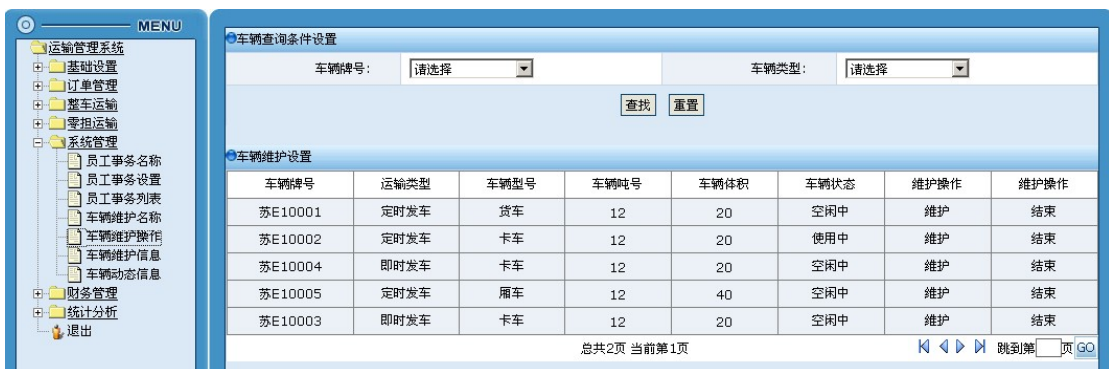 MENU
运输管理系统
基础设置
订单管理
整车运输
零担运输
系统管理
员工事务名称
员工事务设置
员工事务列表
车辆维护名称
车辆维护操作
车辆维护信息
车辆动态信息
财务管理
统计分析
退出
车辆查询条件设置
车辆牌号: 请选择 车辆类型: 请选择
查找 重置
车辆维护设置
车辆牌号 运输类型 车辆型号 车辆吨号 车辆体积 车辆状态 维护操作 维护操作
苏E10001 定时发车 货车 12 20 空闲中 维护 结束
苏E10002 定时发车 卡车 12 20 使用中 维护 结束
苏E10004 即时发车 卡车 12 20 空闲中 维护 结束
苏E10005 定时发车 厢车 12 40 空闲中 维护 结束
苏E10003 即时发车 卡车 12 20 空闲中 维护 结束
总共2页 当前第1页 跳到第 页 GO